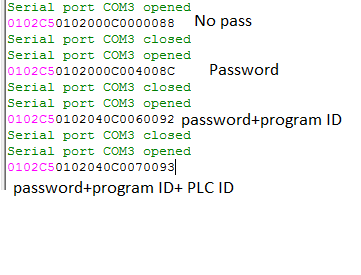 Serial port COM3 opened
0102C50102000C0000088 No pass
Serial port COM3 closed
Serial port COM3 opened
0102C50102000C004008C Password
Serial port COM3 closed
Serial port COM3 opened
0102C50102040C0060092 password+program ID
Serial port COM3 closed
Serial port COM3 opened
0102C50102040C0070093
password+program ID+ PLC ID